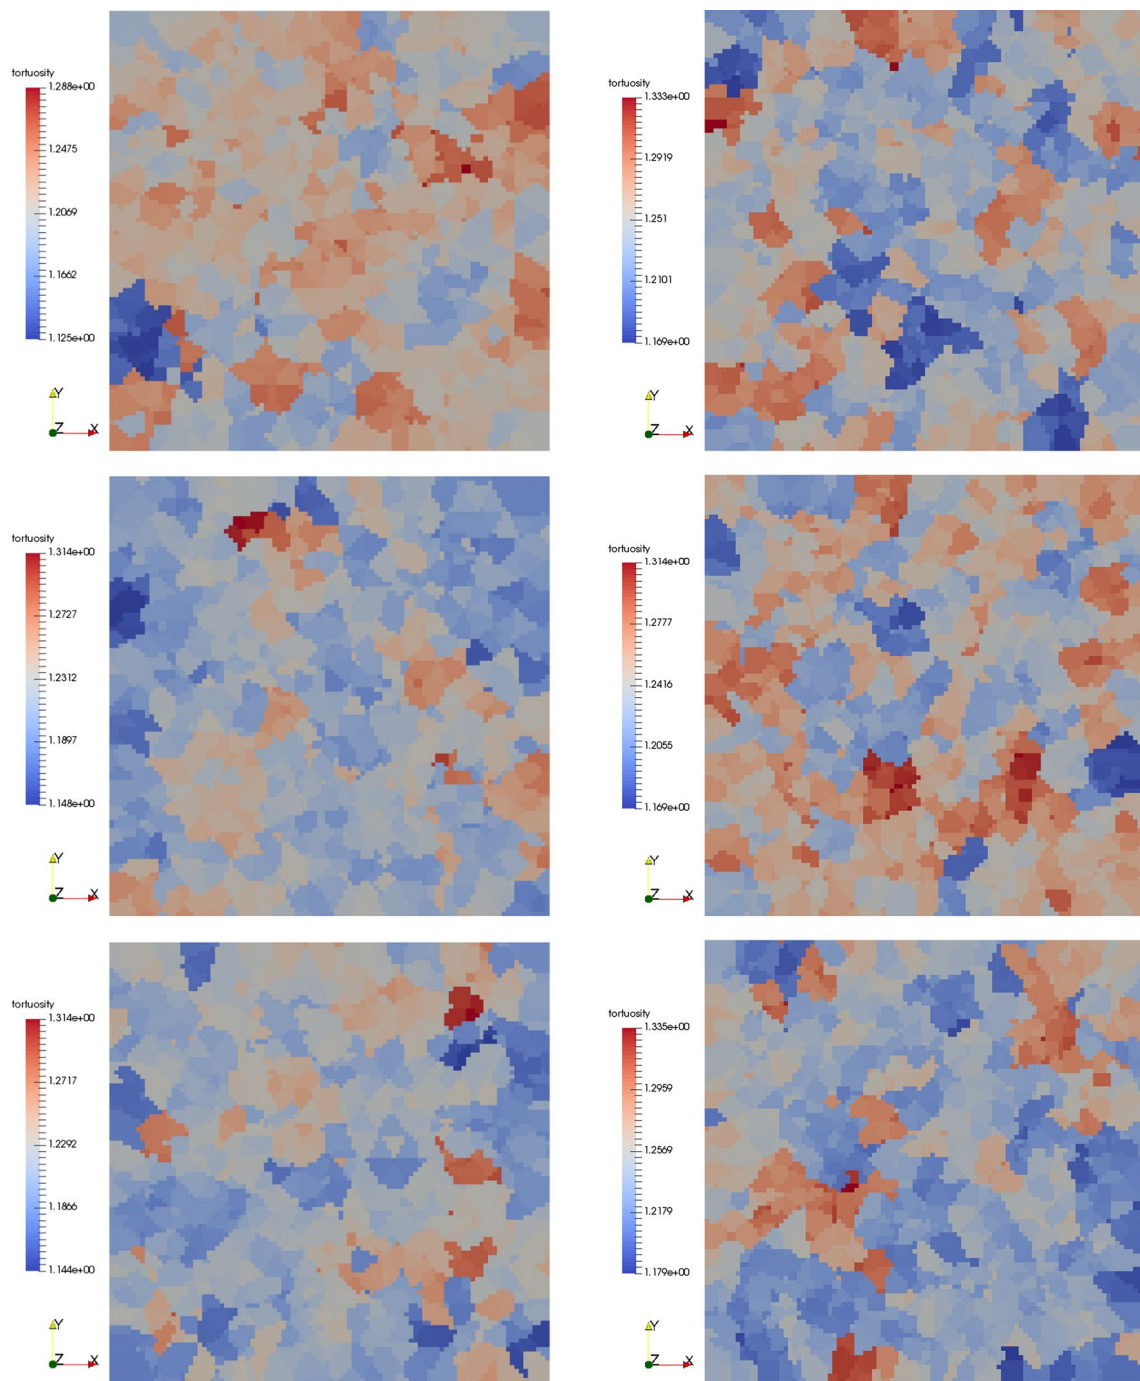 tortuosity
1.288e+00
1.2475
1.2069
1.1662
1.125e+00
Y
Z
X
tortuosity
1.333e+00
1.2919
1.251
1.2101
1.169e+00
Y
Z
X
tortuosity
1.314e+00
1.2727
1.2312
1.1897
1.148e+00
Y
Z
X
tortuosity
1.314e+00
1.2777
1.2416
1.2055
1.169e+00
Y
Z
X
tortuosity
1.314e+00
1.2717
1.2292
1.1866
1.144e+00
Y
Z
X
tortuosity
1.335e+00
1.2959
1.2569
1.2179
1.179e+00
Y
Z
X